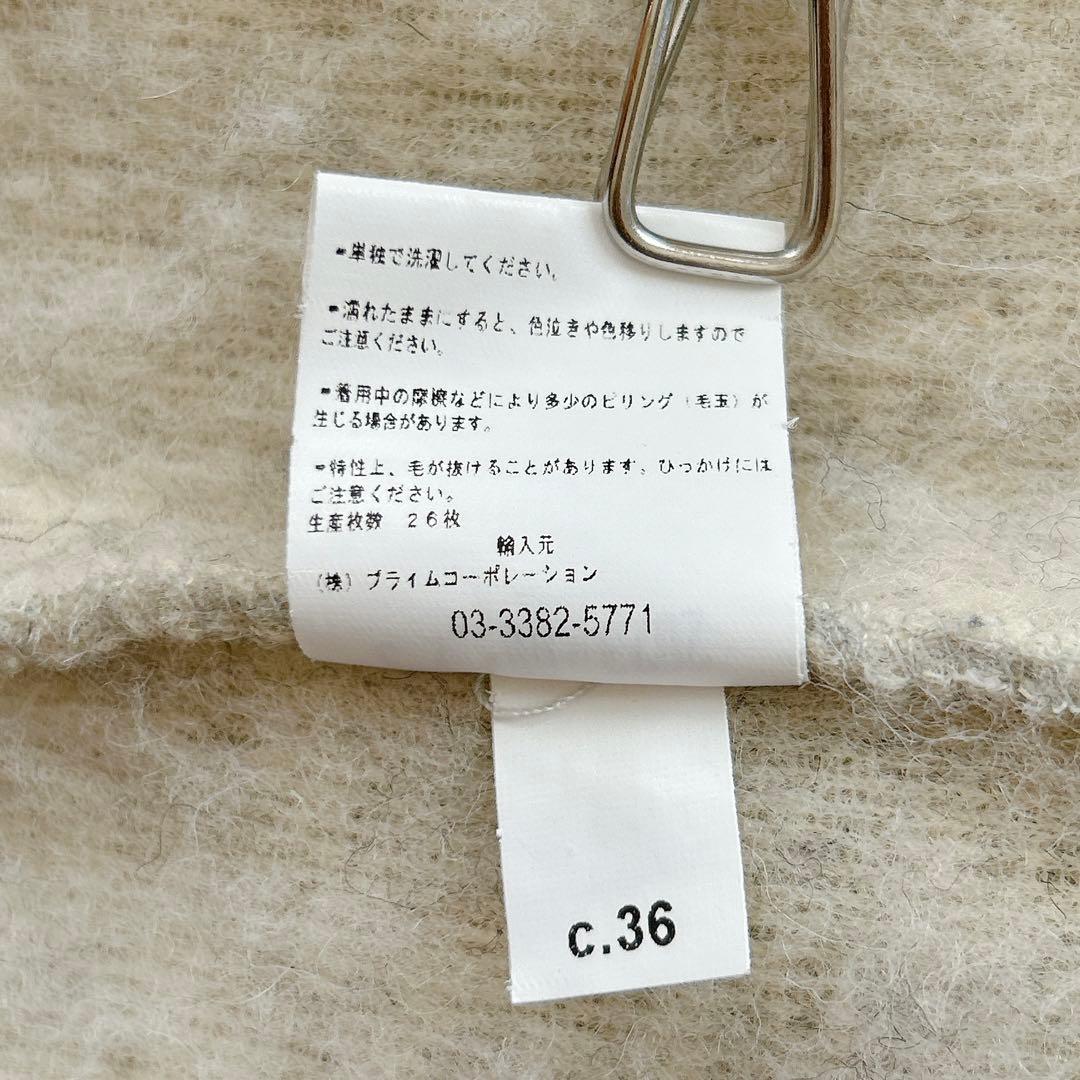 -単独で洗濯してください。
-濡れたままにすると、色泣きや色移りしますので
ご注意ください。
-着用中の摩擦などにより多少のピリング（毛玉）が
生じる場合があります。
-特性上、毛が抜けることがあります。ひっかけには
ご注意ください。
生産枚数　26枚
輸入元
（株）プライムコーポレーション
03-3382-5771
c.36